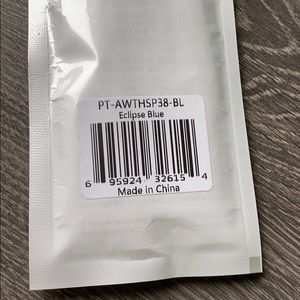 PT-AWTHSP38-BL
Eclipse Blue
6 95924 32615 4
Made in China